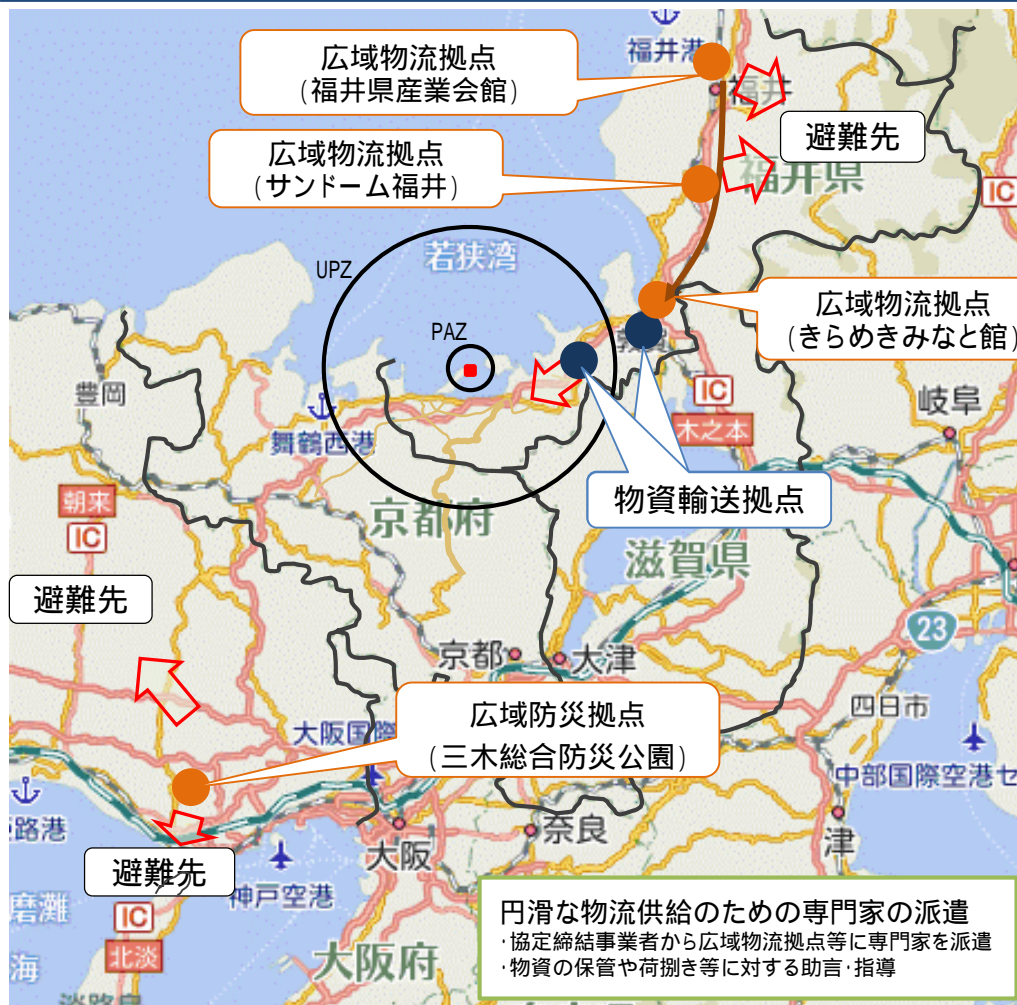 広域物流拠点
(福井県産業会館)
福井港
福井
避難先
広域物流拠点
(サンドーム福井)
福井県
IC
若狭湾
UPZ
PAZ
広域物流拠点
(きらめきみなと館)
豊岡
舞鶴西港
IC
木之本
岐阜
朝来
IC
京都府
物資輸送拠点
滋賀県
避難先
23
京都
大津
四日市
広域防災拠点
(三木総合防災公園)
大阪国際
中部国際空港セ
路港
奈良
津
大阪
避難先
神戸空港
磨灘
IC
北淡
海
大阪府
円滑な物流供給のための専門家の派遣
・協定締結事業者から広域物流拠点等に専門家を派遣
・物資の保管や荷捌き等に対する助言・指導